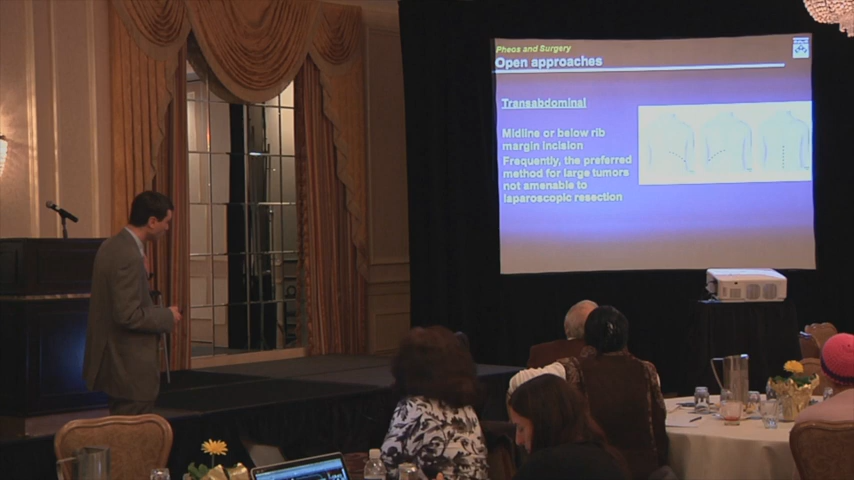 Pheos and Surgery
Open approaches
Transabdominal
Midline or below rib
margin incision
Frequently, the preferred
method for large tumors
not amenable to
laparoscopic resection